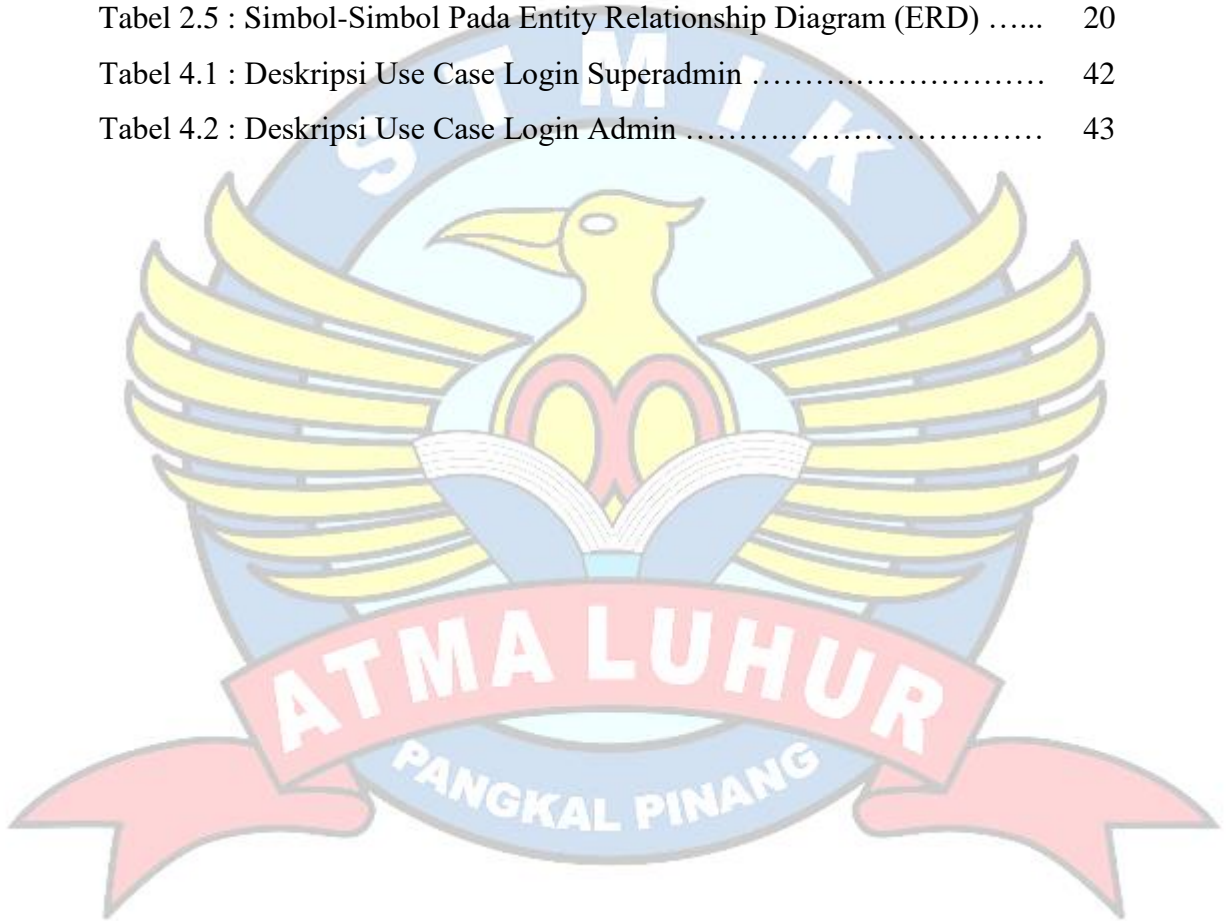 Tabel 2.5 : Simbol-Simbol Pada Entity Relationship Diagram (ERD) …... 20
Tabel 4.1 : Deskripsi Use Case Login Superadmin ……………………… 42
Tabel 4.2 : Deskripsi Use Case Login Admin ……………………………… 43
STMIK
ATMA LUHUR
PANGKAL PINANG